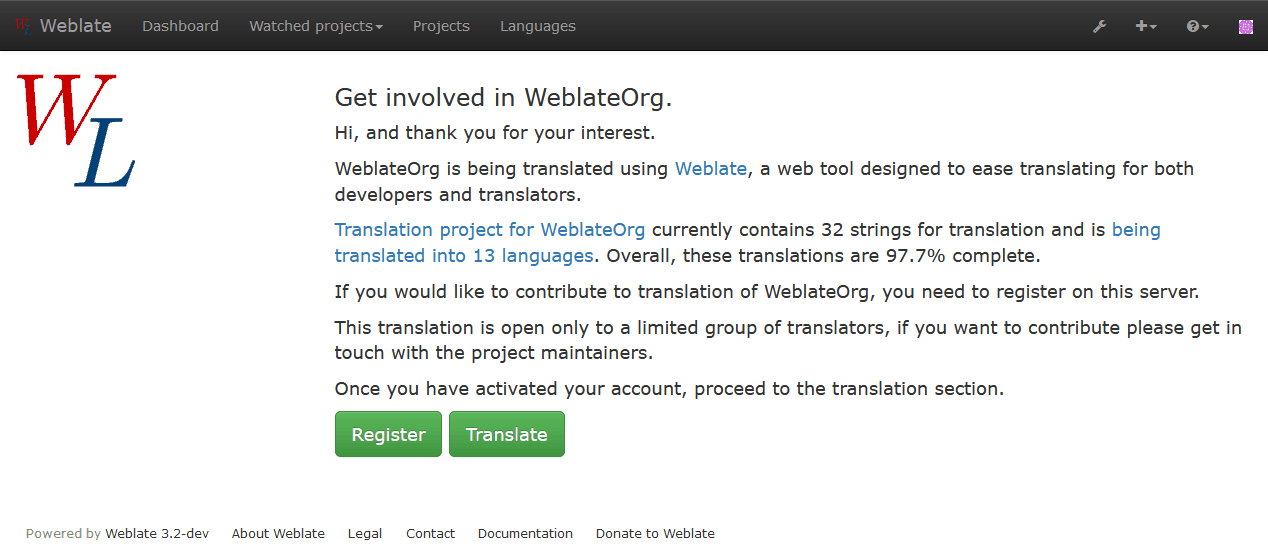 Weblate Dashboard Watched projects Projects Languages
WL
Get involved in WeblateOrg.
Hi, and thank you for your interest.
WeblateOrg is being translated using Weblate, a web tool designed to ease translating for both
developers and translators.
Translation project for WeblateOrg currently contains 32 strings for translation and is being
translated into 13 languages. Overall, these translations are 97.7% complete.
If you would like to contribute to translation of WeblateOrg, you need to register on this server.
This translation is open only to a limited group of translators, if you want to contribute please get in
touch with the project maintainers.
Once you have activated your account, proceed to the translation section.
Register Translate
Powered by Weblate 3.2-dev About Weblate Legal Contact Documentation Donate to Weblate